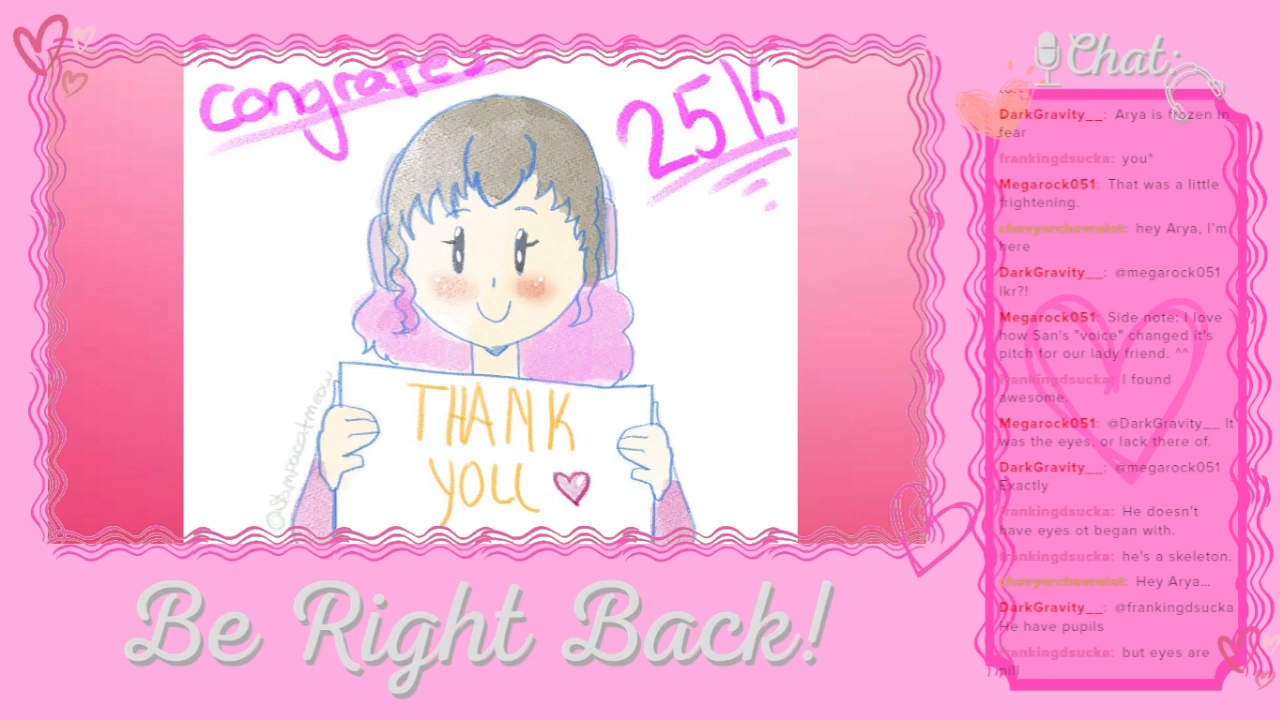 congrates
25K
THANK
YOU
Be Right Back!
Chat
DarkGravity__: Arya is frozen in
fear
frankingdsucka: you*
Megarock051: That was a little
frightening.
hey Arya, I'm
here
DarkGravity__: @megarock051
Ikr?!
Megarock051: Side note: I love
how San's "voice" changed it's
pitch for our lady friend. ^^
frankingdsucka: I found
awesome.
Megarock051: @DarkGravity__ It
was the eyes, or lack there of.
DarkGravity__: @megarock051
Exactly
frankingdsucka: He doesn't
have eyes ot began with.
frankingdsucka: he's a skeleton.
Hey Arya...
DarkGravity__: @frankingdsucka
He have pupils
frankingdsucka: but eyes are